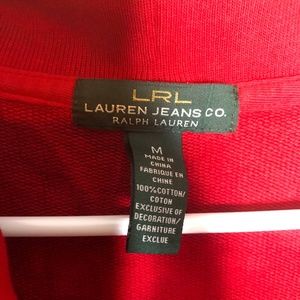 LRL
LAUREN JEANS CO.
RALPH LAUREN
M
MADE IN
CHINA
FABRIQUE EN
CHINE
100% COTTON/
COTON
EXCLUSIVE OF
DECORATION/
GARNITURE
EXCLUE